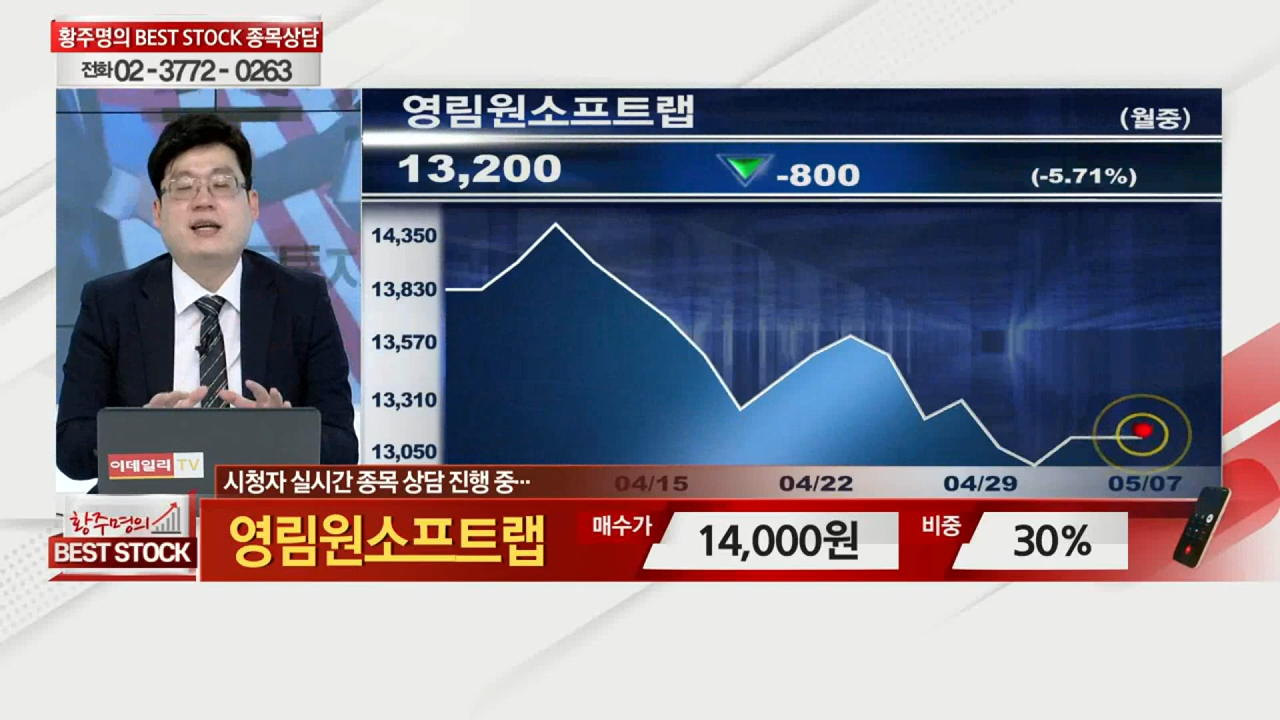 황주명의 BEST STOCK 종목상담
전화 02-3772-0263
영림원소프트랩
(월중)
13,200
-800
(-5.71%)
14,350
13,830
13,570
13,310
13,050
04/15
04/22
04/29
05/07
이데일리 TV
시청자 실시간 종목 상담 진행 중...
황주명의
BEST STOCK
영림원소프트랩
매수가
14,000원
비중
30%